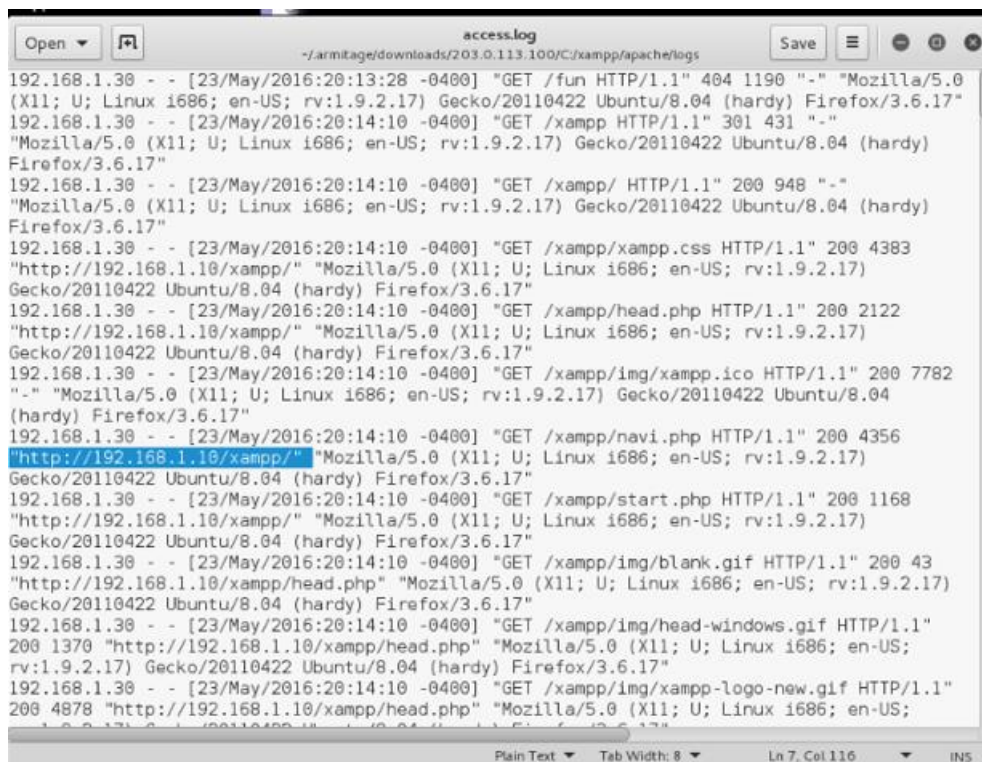 Open
access.log
~/.armitage/downloads/203.0.113.100/C:/xampp/apache/logs
Save
192.168.1.30 - - [23/May/2016:20:13:28 -0400] "GET /fun HTTP/1.1" 404 1190 "-" "Mozilla/5.0
(X11; U; Linux i686; en-US; rv:1.9.2.17) Gecko/20110422 Ubuntu/8.04 (hardy) Firefox/3.6.17"
192.168.1.30 - - [23/May/2016:20:14:10 -0400] "GET /xampp HTTP/1.1" 301 431 "-"
"Mozilla/5.0 (X11; U; Linux i686; en-US; rv:1.9.2.17) Gecko/20110422 Ubuntu/8.04 (hardy)
Firefox/3.6.17"
192.168.1.30 - - [23/May/2016:20:14:10 -0400] "GET /xampp/ HTTP/1.1" 200 948 "-"
"Mozilla/5.0 (X11; U; Linux i686; en-US; rv:1.9.2.17) Gecko/20110422 Ubuntu/8.04 (hardy)
Firefox/3.6.17"
192.168.1.30 - - [23/May/2016:20:14:10 -0400] "GET /xampp/xampp.css HTTP/1.1" 200 4383
"http://192.168.1.10/xampp/" "Mozilla/5.0 (X11; U; Linux i686; en-US; rv:1.9.2.17)
Gecko/20110422 Ubuntu/8.04 (hardy) Firefox/3.6.17"
192.168.1.30 - - [23/May/2016:20:14:10 -0400] "GET /xampp/head.php HTTP/1.1" 200 2122
"http://192.168.1.10/xampp/" "Mozilla/5.0 (X11; U; Linux i686; en-US; rv:1.9.2.17)
Gecko/20110422 Ubuntu/8.04 (hardy) Firefox/3.6.17"
192.168.1.30 - - [23/May/2016:20:14:10 -0400] "GET /xampp/img/xampp.ico HTTP/1.1" 200 7782
"-" "Mozilla/5.0 (X11; U; Linux i686; en-US; rv:1.9.2.17) Gecko/20110422 Ubuntu/8.04
(hardy) Firefox/3.6.17"
192.168.1.30 - - [23/May/2016:20:14:10 -0400] "GET /xampp/navi.php HTTP/1.1" 200 4356
"http://192.168.1.10/xampp/" "Mozilla/5.0 (X11; U; Linux i686; en-US; rv:1.9.2.17)
Gecko/20110422 Ubuntu/8.04 (hardy) Firefox/3.6.17"
192.168.1.30 - - [23/May/2016:20:14:10 -0400] "GET /xampp/start.php HTTP/1.1" 200 1168
"http://192.168.1.10/xampp/" "Mozilla/5.0 (X11; U; Linux i686; en-US; rv:1.9.2.17)
Gecko/20110422 Ubuntu/8.04 (hardy) Firefox/3.6.17"
192.168.1.30 - - [23/May/2016:20:14:10 -0400] "GET /xampp/img/blank.gif HTTP/1.1" 200 43
"http://192.168.1.10/xampp/head.php" "Mozilla/5.0 (X11; U; Linux i686; en-US; rv:1.9.2.17)
Gecko/20110422 Ubuntu/8.04 (hardy) Firefox/3.6.17"
192.168.1.30 - - [23/May/2016:20:14:10 -0400] "GET /xampp/img/head-windows.gif HTTP/1.1"
200 1370 "http://192.168.1.10/xampp/head.php" "Mozilla/5.0 (X11; U; Linux i686; en-US;
rv:1.9.2.17) Gecko/20110422 Ubuntu/8.04 (hardy) Firefox/3.6.17"
192.168.1.30 - - [23/May/2016:20:14:10 -0400] "GET /xampp/img/xampp-logo-new.gif HTTP/1.1"
200 4878 "http://192.168.1.10/xampp/head.php" "Mozilla/5.0 (X11; U; Linux i686; en-US;
Plain Text
Tab Width: 8
Ln 7, Col 116
INS